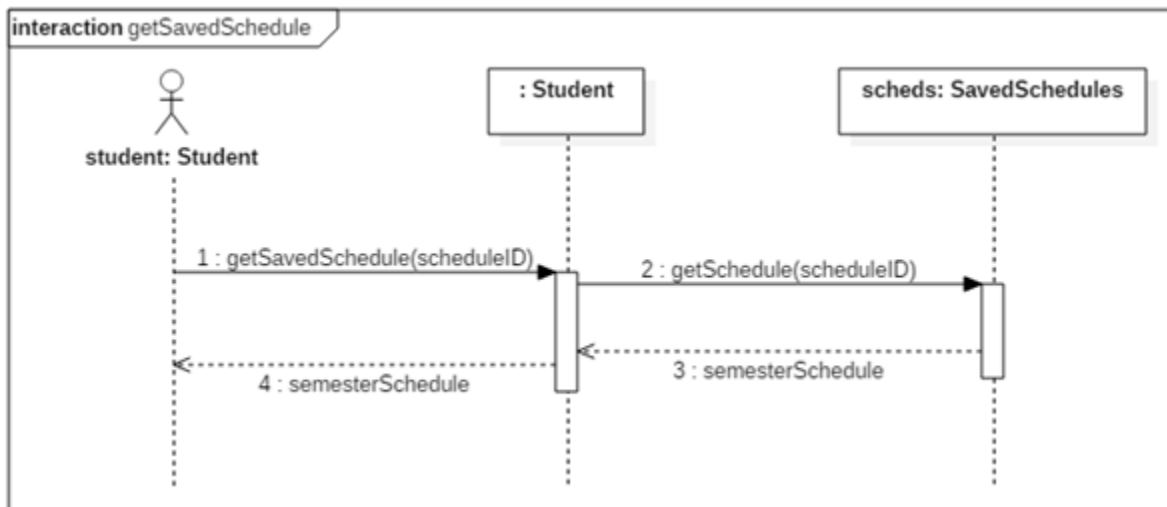 interaction getSavedSchedule
: Student
scheds: SavedSchedules
student: Student
1 : getSavedSchedule(scheduleID)
2 : getSchedule(scheduleID)
3 : semesterSchedule
4 : semesterSchedule